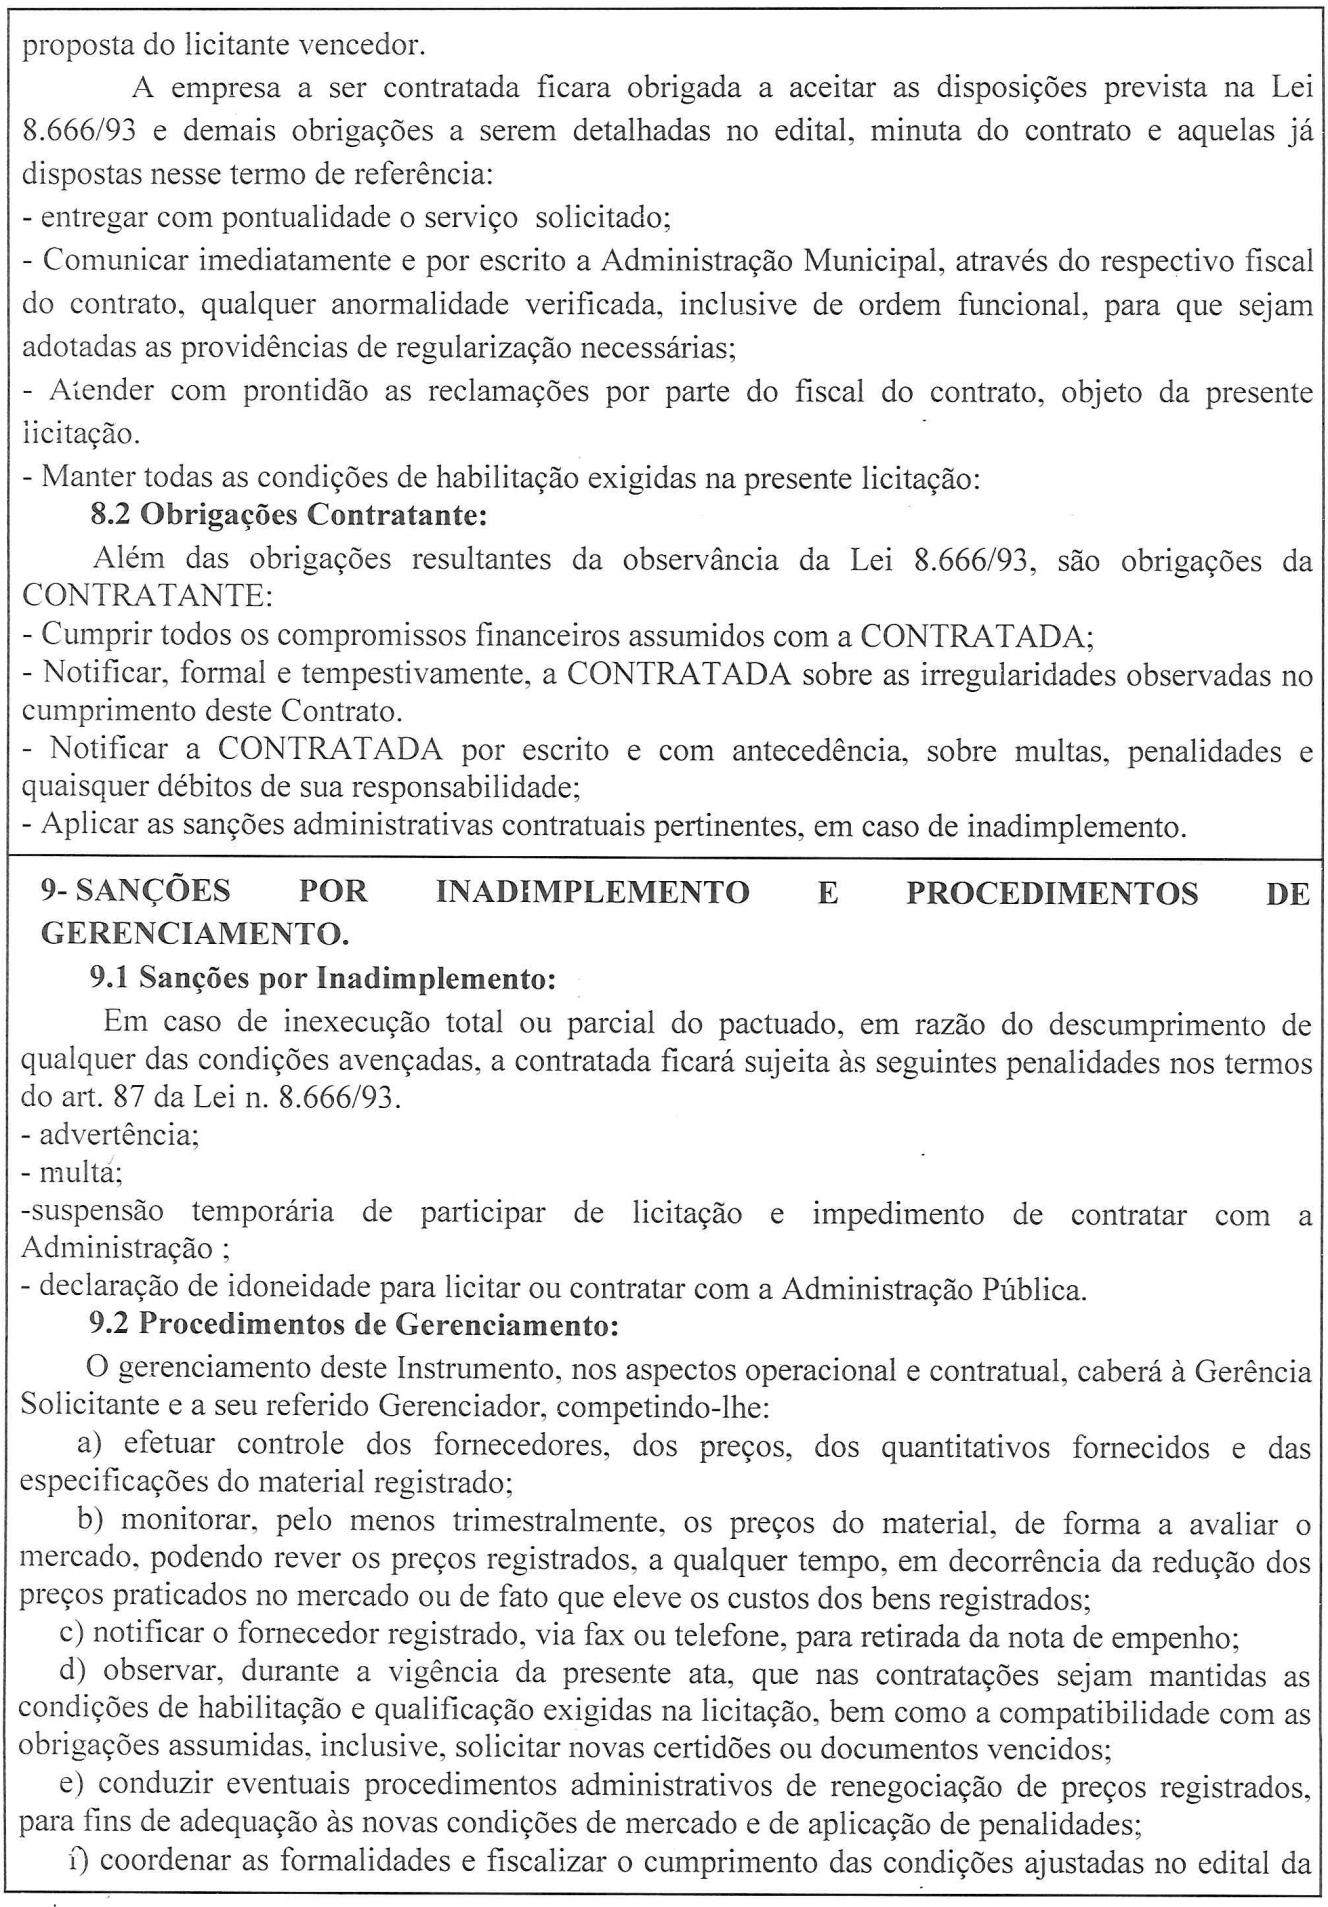 proposta do licitante vencedor.
A empresa a ser contratada ficara obrigada a aceitar as disposições prevista na Lei
8.666/93 e demais obrigações a serem detalhadas no edital, minuta do contrato e aquelas já
dispostas nesse termo de referência:
- entregar com pontualidade o serviço solicitado;
- Comunicar imediatamente e por escrito a Administração Municipal, através do respectivo fiscal
do contrato, qualquer anormalidade verificada, inclusive de ordem funcional, para que sejam
adotadas as providências de regularização necessárias;
- Atender com prontidão as reclamações por parte do fiscal do contrato, objeto da presente
licitação.
- Manter todas as condições de habilitação exigidas na presente licitação:
8.2 Obrigações Contratante:
Além das obrigações resultantes da observância da Lei 8.666/93, são obrigações da
CONTRATANTE:
- Cumprir todos os compromissos financeiros assumidos com a CONTRATADA;
- Notificar, formal e tempestivamente, a CONTRATADA sobre as irregularidades observadas no
cumprimento deste Contrato.
- Notificar a CONTRATADA por escrito e com antecedência, sobre multas, penalidades e
quaisquer débitos de sua responsabilidade;
- Aplicar as sanções administrativas contratuais pertinentes, em caso de inadimplemento.
9- SANÇÕES POR INADIMPLEMENTO E PROCEDIMENTOS DE
GERENCIAMENTO.
9.1 Sanções por Inadimplemento:
Em caso de inexecução total ou parcial do pactuado, em razão do descumprimento de
qualquer das condições avençadas, a contratada ficará sujeita às seguintes penalidades nos termos
do art. 87 da Lei n. 8.666/93.
- advertência;
- multa;
-suspensão temporária de participar de licitação e impedimento de contratar com a
Administração ;
- declaração de idoneidade para licitar ou contratar com a Administração Pública.
9.2 Procedimentos de Gerenciamento:
O gerenciamento deste Instrumento, nos aspectos operacional e contratual, caberá à Gerência
Solicitante e a seu referido Gerenciador, competindo-lhe:
a) efetuar controle dos fornecedores, dos preços, dos quantitativos fornecidos e das
especificações do material registrado;
b) monitorar, pelo menos trimestralmente, os preços do material, de forma a avaliar o
mercado, podendo rever os preços registrados, a qualquer tempo, em decorrência da redução dos
preços praticados no mercado ou de fato que eleve os custos dos bens registrados;
c) notificar o fornecedor registrado, via fax ou telefone, para retirada da nota de empenho;
d) observar, durante a vigência da presente ata, que nas contratações sejam mantidas as
condições de habilitação e qualificação exigidas na licitação, bem como a compatibilidade com as
obrigações assumidas, inclusive, solicitar novas certidões ou documentos vencidos;
e) conduzir eventuais procedimentos administrativos de renegociação de preços registrados,
para fins de adequação às novas condições de mercado e de aplicação de penalidades;
f) coordenar as formalidades e fiscalizar o cumprimento das condições ajustadas no edital da